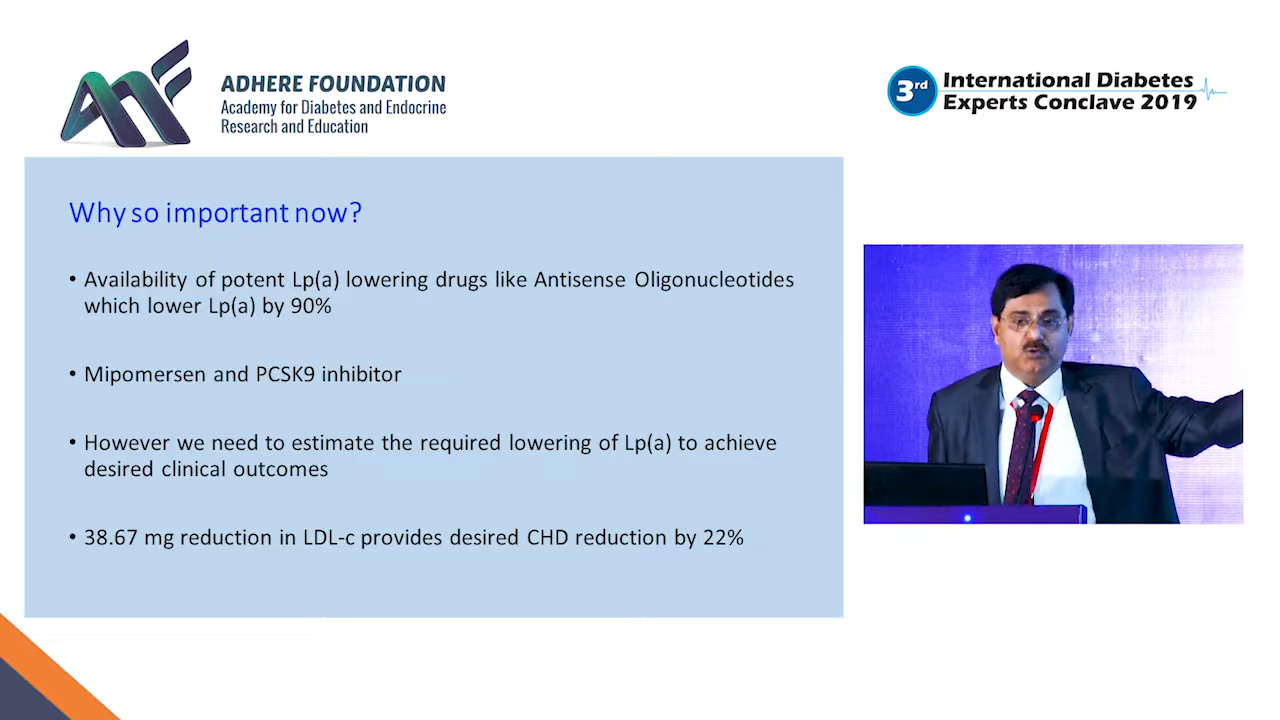 ADHERE FOUNDATION
Academy for Diabetes and Endocrine
Research and Education
3rd
International Diabetes
Experts Conclave 2019
Why so important now?
• Availability of potent Lp(a) lowering drugs like Antisense Oligonucleotides
which lower Lp(a) by 90%
• Mipomersen and PCSK9 inhibitor
• However we need to estimate the required lowering of Lp(a) to achieve
desired clinical outcomes
• 38.67 mg reduction in LDL-c provides desired CHD reduction by 22%